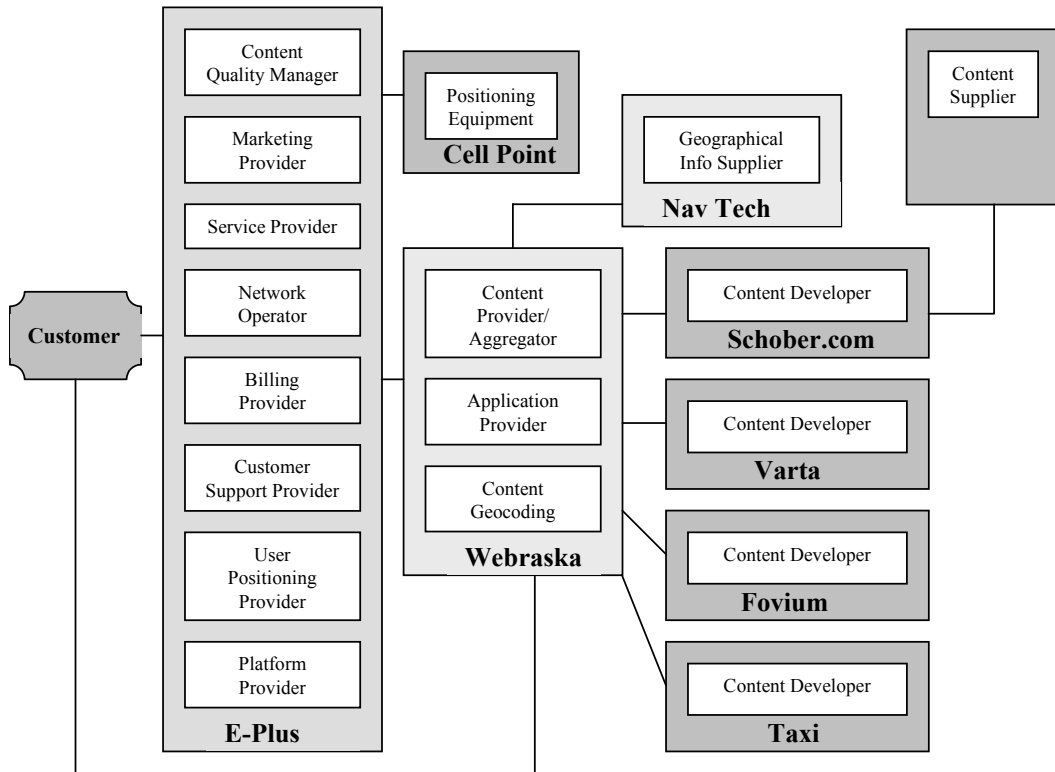 Customer
Content
Quality Manager
Marketing
Provider
Service Provider
Network
Operator
Billing
Provider
Customer
Support Provider
User
Positioning
Provider
Platform
Provider
E-Plus
Positioning
Equipment
Cell Point
Geographical
Info Supplier
Nav Tech
Content
Supplier
Content
Provider/
Aggregator
Application
Provider
Content
Geocoding
Webraska
Content Developer
Schober.com
Content Developer
Varta
Content Developer
Fovium
Content Developer
Taxi